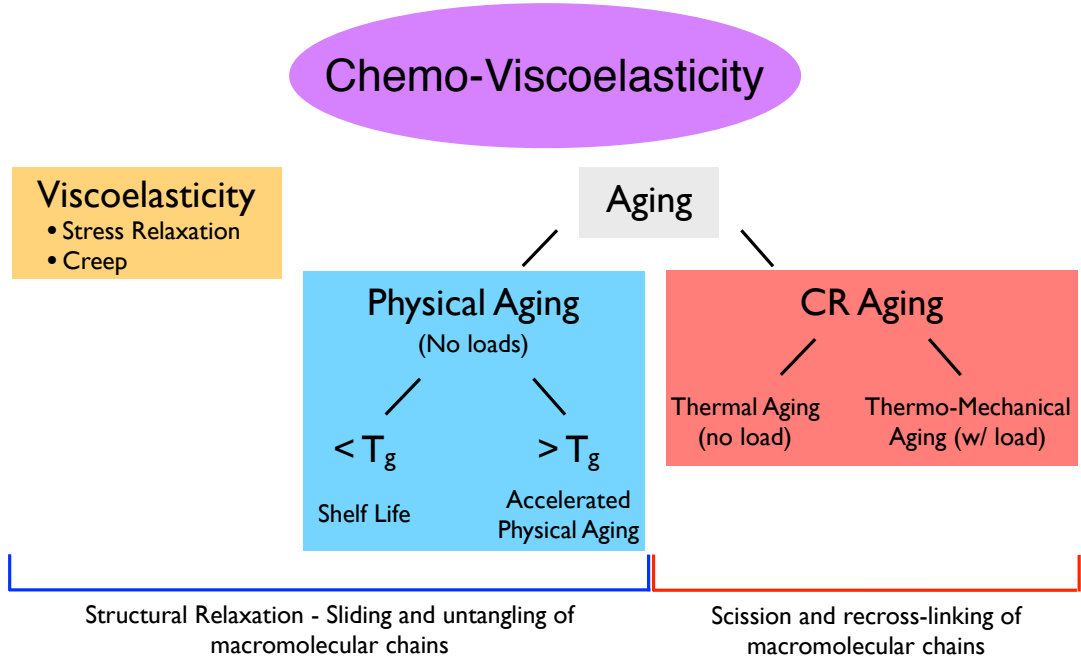 Chemo-Viscoelasticity
Viscoelasticity
• Stress Relaxation
• Creep
Aging
Physical Aging
(No loads)
< Tg
Shelf Life
> Tg
Accelerated
Physical Aging
CR Aging
Thermal Aging
(no load)
Thermo-Mechanical
Aging (w/ load)
Structural Relaxation - Sliding and untangling of
macromolecular chains
Scission and recross-linking of
macromolecular chains